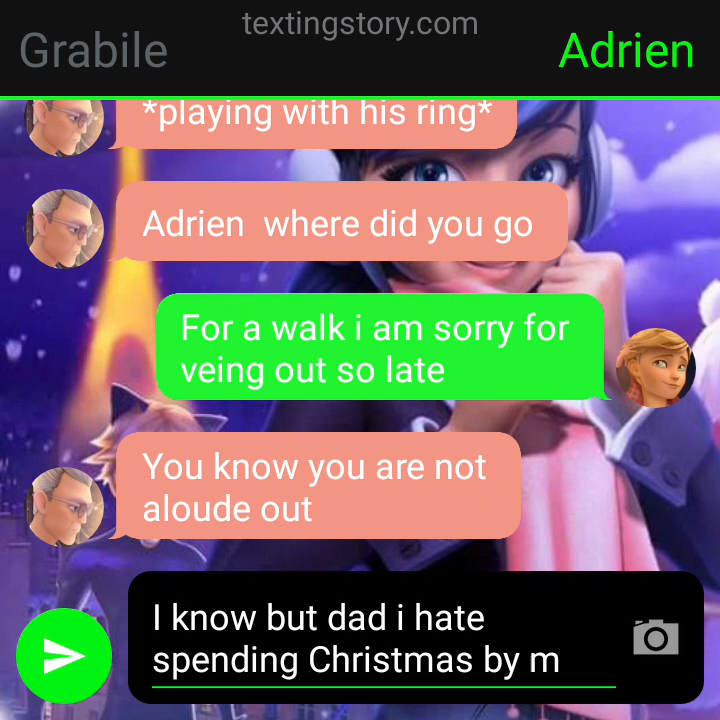 textingstory.com
Grabile
Adrien
*playing with his ring*
Adrien  where did you go
For a walk i am sorry for
veing out so late
You know you are not
aloude out
I know but dad i hate
spending Christmas by m